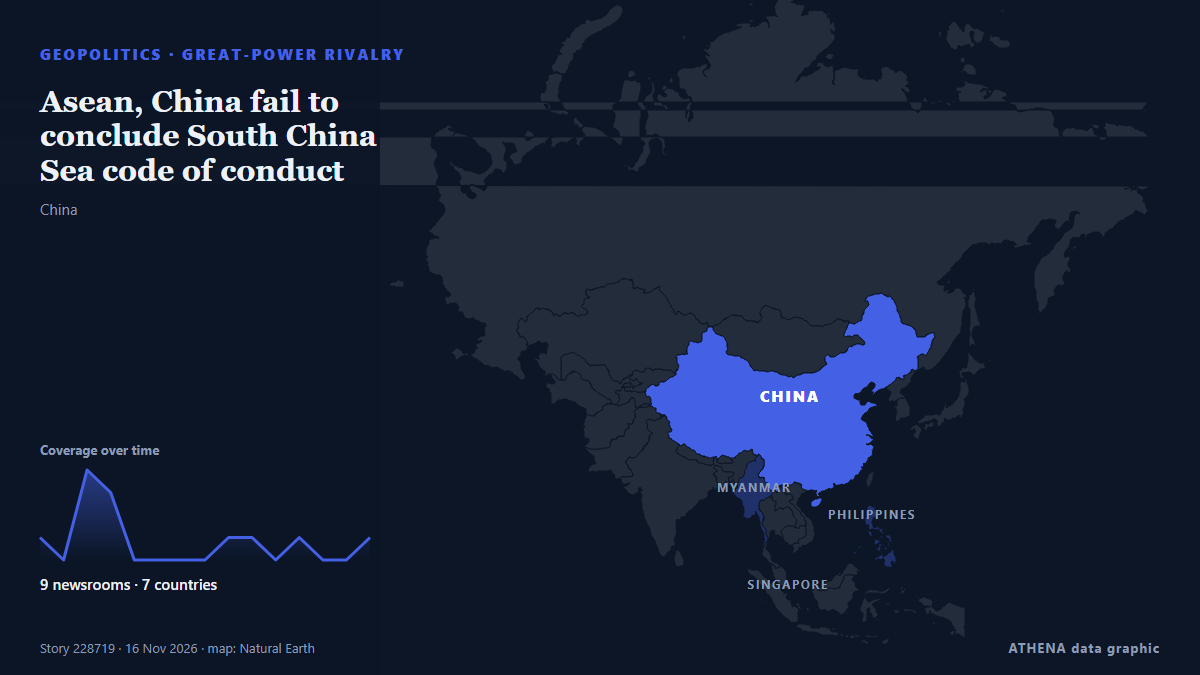 GEOPOLITICS · GREAT-POWER RIVALRY
Asean, China fail to
conclude South China
Sea code of conduct
China
CHINA
MYANMAR
PHILIPPINES
SINGAPORE
Coverage over time
9 newsrooms · 7 countries
Story 228719 · 16 Nov 2026 · map: Natural Earth
ATHENA data graphic